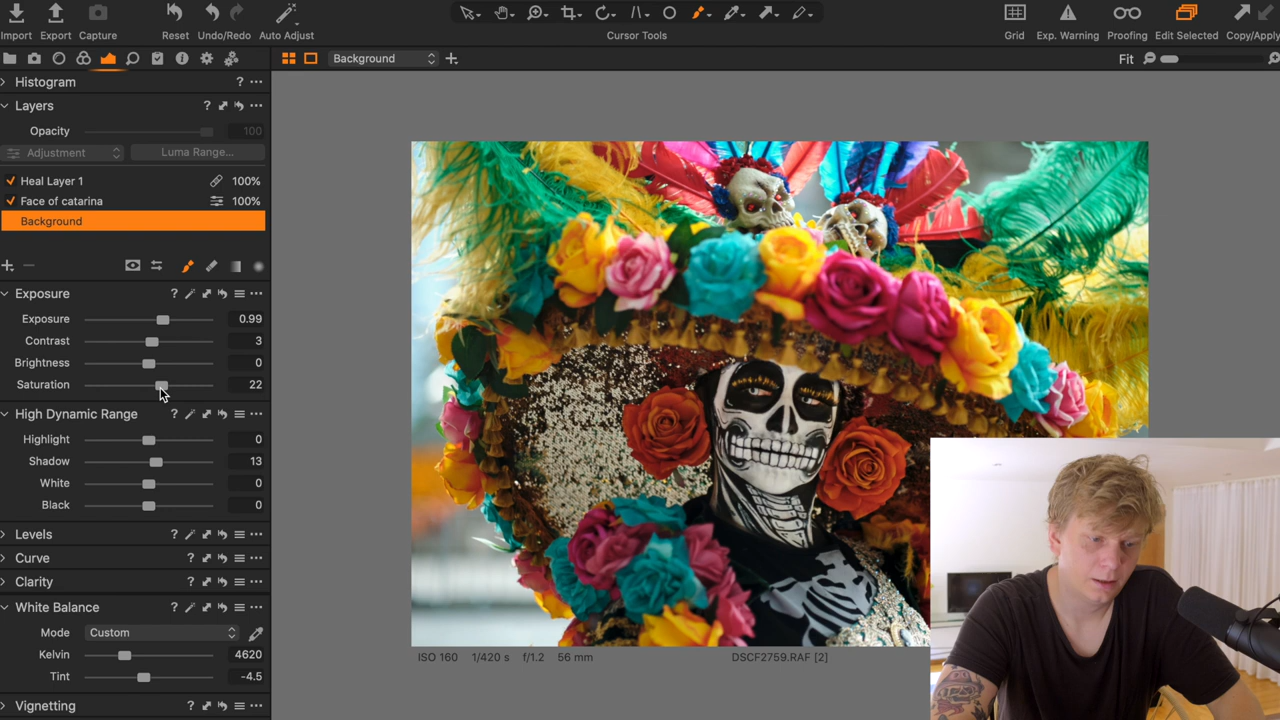 Import Export Capture Reset Undo/Redo Auto Adjust Cursor Tools Grid Exp. Warning Proofing Edit Selected Copy/Apply
Background Fit
Histogram ? ...
Layers ? ...
Opacity 100
Adjustment Luma Range...
Heal Layer 1 100%
Face of catarina 100%
Background
Exposure ? ...
Exposure 0.99
Contrast 3
Brightness 0
Saturation 22
High Dynamic Range ? ...
Highlight 0
Shadow 13
White 0
Black 0
Levels ? ...
Curve ? ...
Clarity ? ...
White Balance ? ...
Mode Custom
Kelvin 4620
Tint -4.5
Vignetting ? ...
ISO 160 1/420 s f/1.2 56 mm DSCF2759.RAF [2]